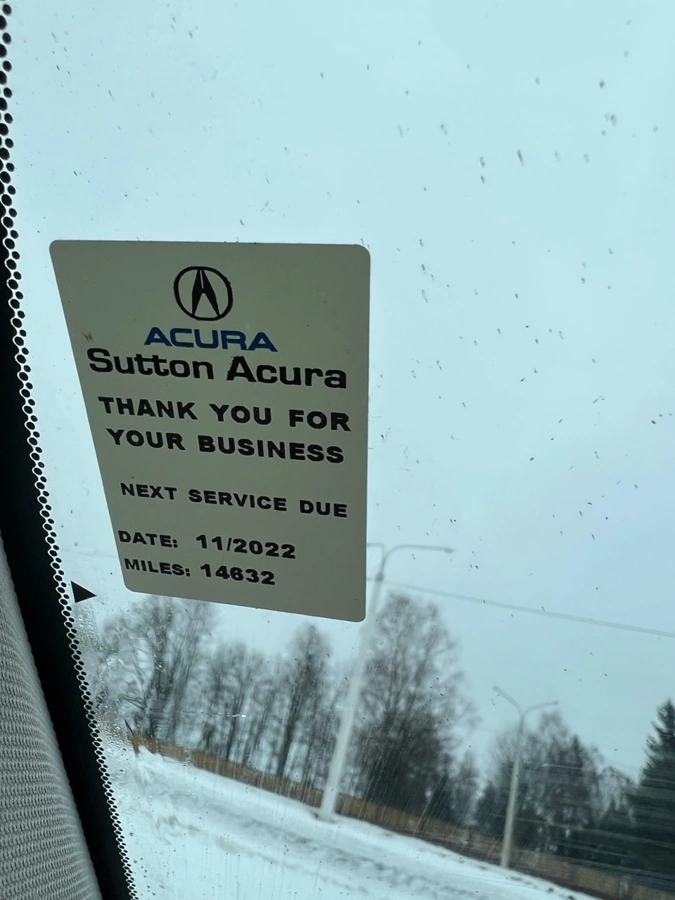 ACURA
Sutton Acura
THANK YOU FOR
YOUR BUSINESS
NEXT SERVICE DUE
DATE: 11/2022
MILES: 14632